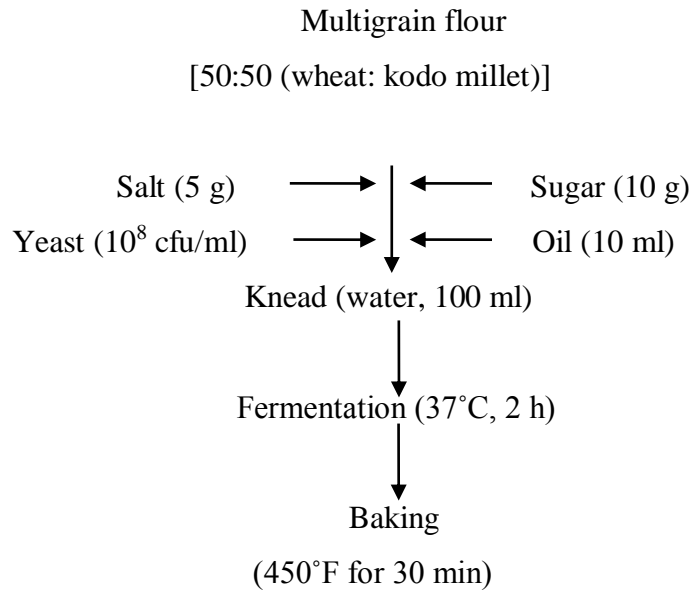 Multigrain flour
[50:50 (wheat: kodo millet)]
Salt (5 g) Sugar (10 g)
Yeast (10⁸ cfu/ml) Oil (10 ml)
Knead (water, 100 ml)
Fermentation (37˚C, 2 h)
Baking
(450˚F for 30 min)